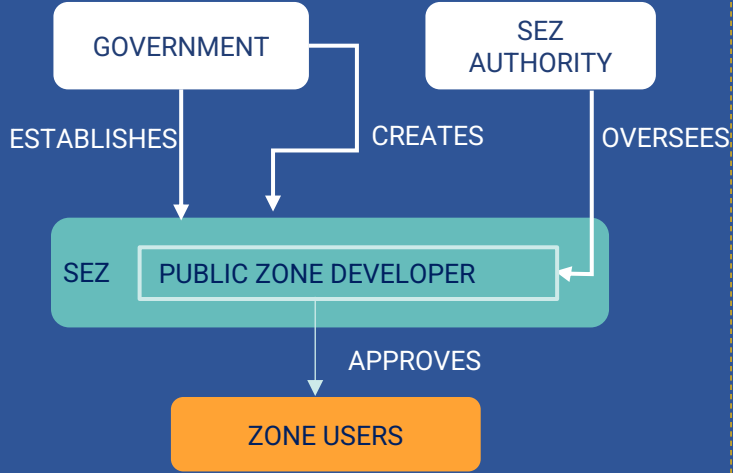 GOVERNMENT
SEZ
AUTHORITY
ESTABLISHES
CREATES
OVERSEES
SEZ
PUBLIC ZONE DEVELOPER
APPROVES
ZONE USERS